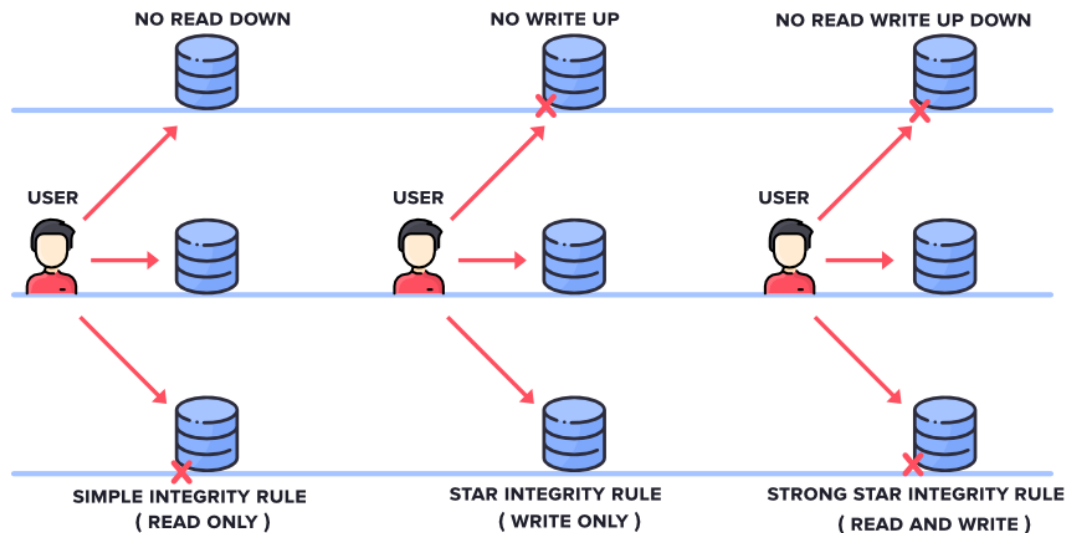 NO READ DOWN
NO WRITE UP
NO READ WRITE UP DOWN
USER
USER
USER
SIMPLE INTEGRITY RULE
( READ ONLY )
STAR INTEGRITY RULE
( WRITE ONLY )
STRONG STAR INTEGRITY RULE
( READ AND WRITE )